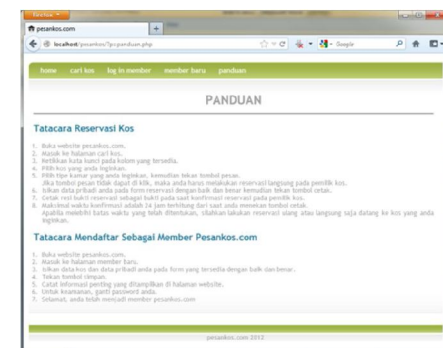 Firefox
pesankos.com
localhost/pesankos/?p=panduan.php
Google
home cari kos log in member member baru panduan
PANDUAN
Tatacara Reservasi Kos
1. Buka website pesankos.com.
2. Masuk ke halaman cari kos.
3. Ketikkan kata kunci pada kolom yang tersedia.
4. Pilih kos yang anda inginkan.
5. Pilih tipe kamar yang anda inginkan, kemudian tekan tombol pesan.
Jika tombol pesan tidak dapat di klik, maka anda harus melakukan reservasi langsung pada pemilik kos.
6. Isikan data pribadi anda pada form reservasi dengan baik dan benar kemudian tekan tombol cetak.
7. Cetak resi bukti reservasi sebagai bukti pada saat konfirmasi reservasi pada pemilik kos.
8. Maksimal waktu konfirmasi adalah 24 jam terhitung dari saat anda menekan tombol cetak.
Apabila melebihi batas waktu yang telah ditentukan, silahkan lakukan reservasi ulang atau langsung saja datang ke kos yang anda
inginkan.
Tatacara Mendaftar Sebagai Member Pesankos.com
1. Buka website pesankos.com.
2. Masuk ke halaman member baru.
3. Isikan data kos dan data pribadi anda pada form yang tersedia dengan baik dan benar.
4. Tekan tombol simpan.
5. Catat informasi penting yang ditampilkan di halaman website.
6. Untuk keamanan, ganti password anda.
7. Selamat, anda telah menjadi member pesankos.com
pesankos.com 2012